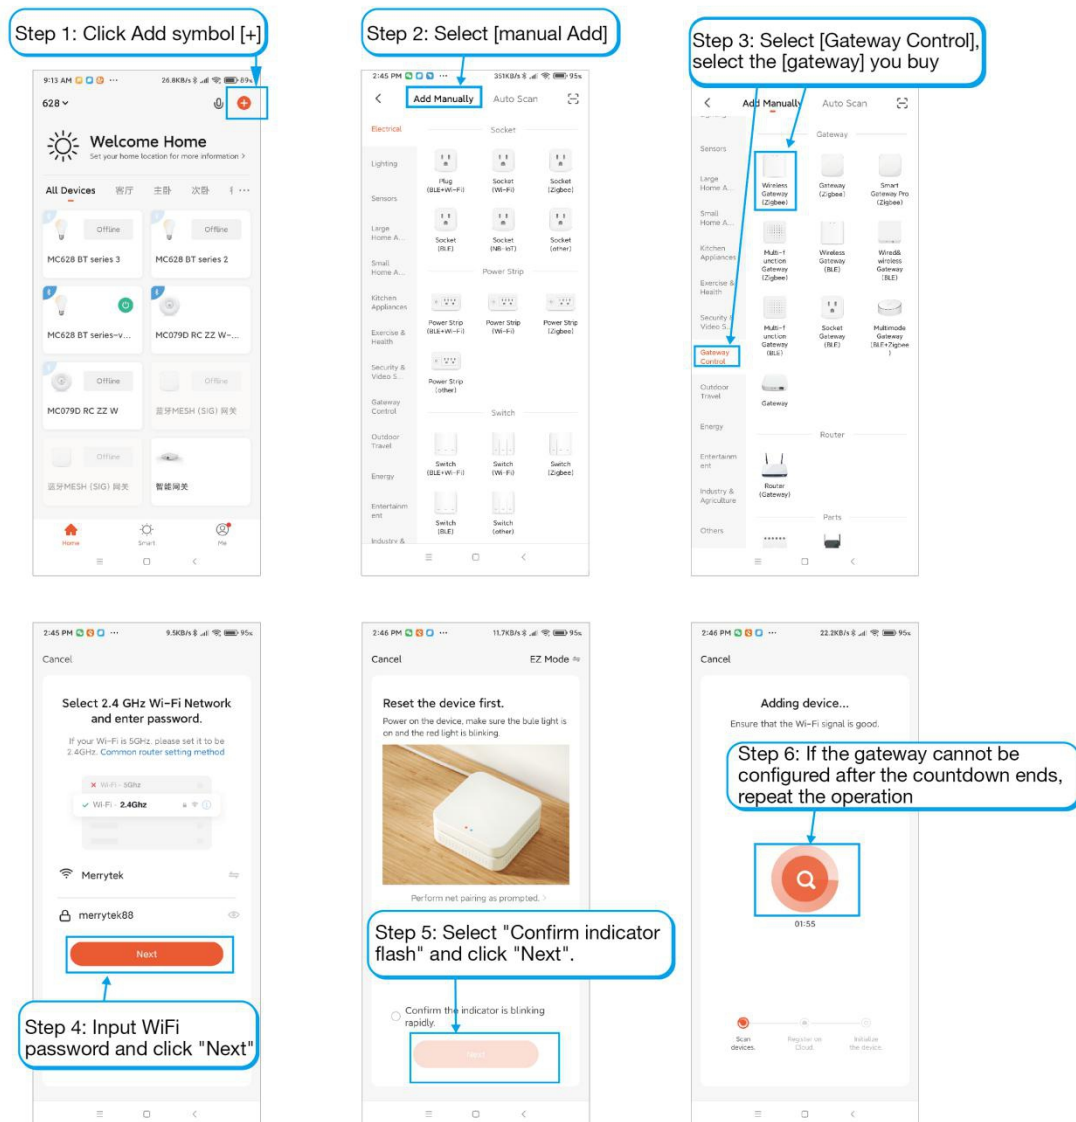 Step 1: Click Add symbol [+]
9:13 AM ... 26.8KB/s 89%
628
Welcome Home
Set your home location for more information >
All Devices 客厅 主卧 次卧 ...
Offline
Offline
MC628 BT series 3 MC628 BT series 2
MC628 BT series-v... MC079D RC ZZ W-...
Offline
Offline
MC079D RC ZZ W 蓝牙MESH (SIG) 网关
Offline
蓝牙MESH (SIG) 网关 智能网关
Home Smart Me
Step 2: Select [manual Add]
2:45 PM ... 351KB/s 95%
Add Manually Auto Scan
Electrical
Lighting
Sensors
Large
Home A...
Small
Home A...
Kitchen
Appliances
Exercise &
Health
Security &
Video S...
Gateway
Control
Outdoor
Travel
Energy
Entertainm
ent
Industry &
Socket
Plug
(BLE+Wi-Fi)
Socket
(Wi-Fi)
Socket
(Zigbee)
Socket
(BLE)
Socket
(NB-IoT)
Socket
(other)
Power Strip
Power Strip
(BLE+Wi-Fi)
Power Strip
(Wi-Fi)
Power Strip
(Zigbee)
Power Strip
(other)
Switch
Switch
(BLE+Wi-Fi)
Switch
(Wi-Fi)
Switch
(Zigbee)
Switch
(BLE)
Switch
(other)
Step 3: Select [Gateway Control],
select the [gateway] you buy
Add Manually Auto Scan
Sensors
Large
Home A...
Small
Home A...
Kitchen
Appliances
Exercise &
Health
Security &
Video S...
Gateway
Control
Outdoor
Travel
Energy
Entertainm
ent
Industry &
Agriculture
Others
Gateway
Wireless
Gateway
(Zigbee)
Gateway
(Zigbee)
Smart
Gateway Pro
(Zigbee)
Multi-f
unction
Gateway
(Zigbee)
Wireless
Gateway
(BLE)
Wired&
wireless
Gateway
(BLE)
Multi-f
unction
Gateway
(BLE)
Socket
Gateway
(BLE)
Multimode
Gateway
(BLE+Zigbee
)
Gateway
Router
Router
(Gateway)
Parts
2:45 PM ... 9.5KB/s 95%
Cancel
Select 2.4 GHz Wi-Fi Network
and enter password.
If your Wi-Fi is 5GHz, please set it to be
2.4GHz. Common router setting method
Wi-Fi - 5Ghz
Wi-Fi - 2.4Ghz
Merrytek
merrytek88
Next
Step 4: Input WiFi
password and click "Next"
2:46 PM ... 11.7KB/s 95%
Cancel EZ Mode
Reset the device first.
Power on the device, make sure the bule light is
on and the red light is blinking.
Perform net pairing as prompted. >
Step 5: Select "Confirm indicator
flash" and click "Next".
Confirm the indicator is blinking
rapidly.
Next
2:46 PM ... 22.2KB/s 95%
Cancel
Adding device...
Ensure that the Wi-Fi signal is good.
Step 6: If the gateway cannot be
configured after the countdown ends,
repeat the operation
01:55
Scan
devices.
Register on
Cloud.
Initialize
the device.